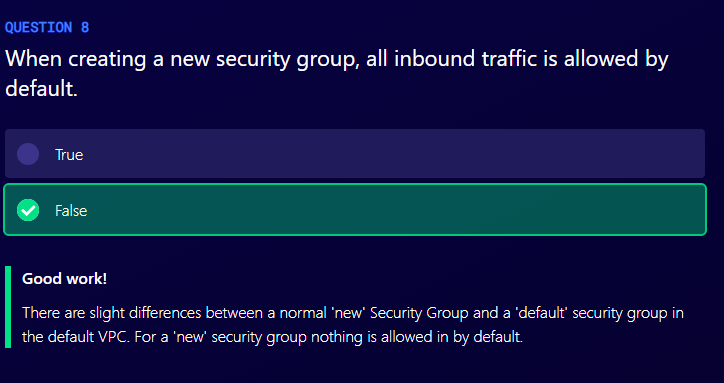 QUESTION 8
When creating a new security group, all inbound traffic is allowed by
default.
True
False
Good work!
There are slight differences between a normal 'new' Security Group and a 'default' security group in
the default VPC. For a 'new' security group nothing is allowed in by default.